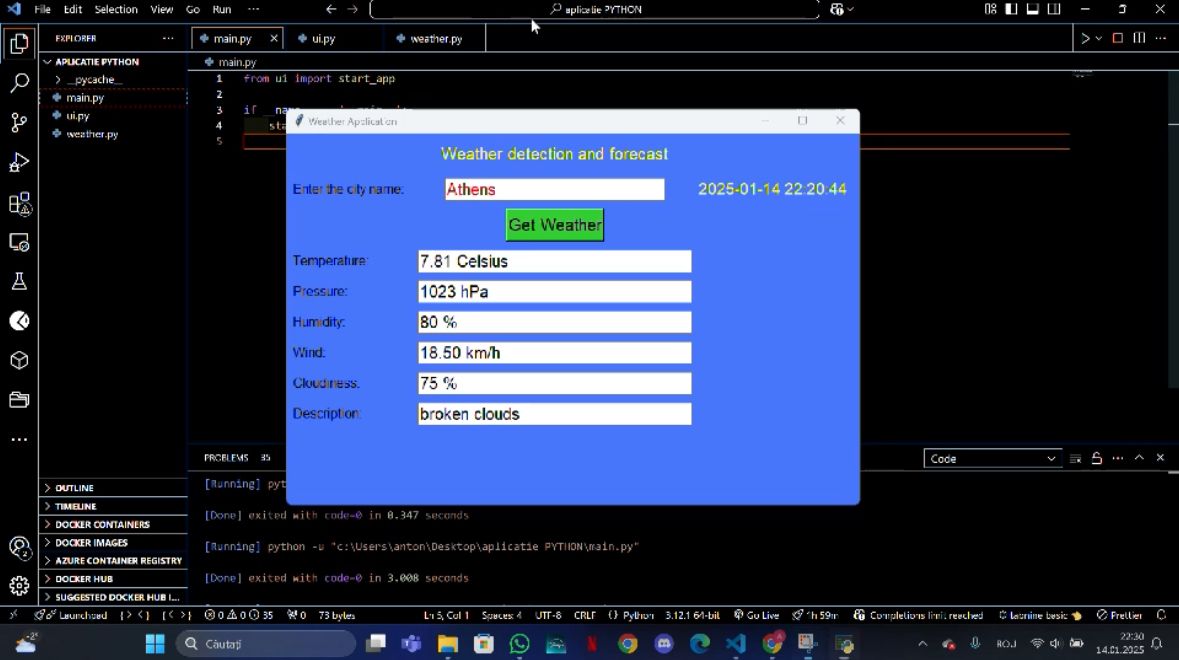 File Edit Selection View Go Run ··· aplicatie PYTHON
EXPLORER ··· main.py ui.py weather.py
APLICATIE PYTHON
main.py
__pycache__
1 from ui import start_app
main.py
2
3 if
ui.py
4
weather.py
5
Weather Application
Weather detection and forecast
Enter the city name: Athens 2025-01-14 22:20:44
Get Weather
Temperature: 7.81 Celsius
Pressure: 1023 hPa
Humidity: 80 %
Wind: 18.50 km/h
Cloudiness: 75 %
Description: broken clouds
PROBLEMS 35 Code
[Running]
[Done] exited with code=0 in 0.347 seconds
[Running] python -u "c:\Users\anton\Desktop\aplicatie PYTHON\main.py"
[Done] exited with code=0 in 3.008 seconds
OUTLINE
TIMELINE
DOCKER CONTAINERS
DOCKER IMAGES
AZURE CONTAINER REGISTRY
DOCKER HUB
SUGGESTED DOCKER HUB I...
Launchpad 0 0 35 0 73 bytes Ln 5, Col 1 Spaces: 4 UTF-8 CRLF Python 3.12.1 64-bit Go Live 1h 59m Completions limit reached tabnine basic Prettier
-2° Căutați ROJ 22:30
14.01.2025